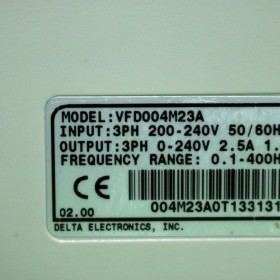 MODEL:VFD004M23A
INPUT:3PH 200-240V 50/60H
OUTPUT:3PH 0-240V 2.5A 1.
FREQUENCY RANGE: 0.1-400H
CE
02.00
004M23A0T133131
DELTA ELECTRONICS, INC.